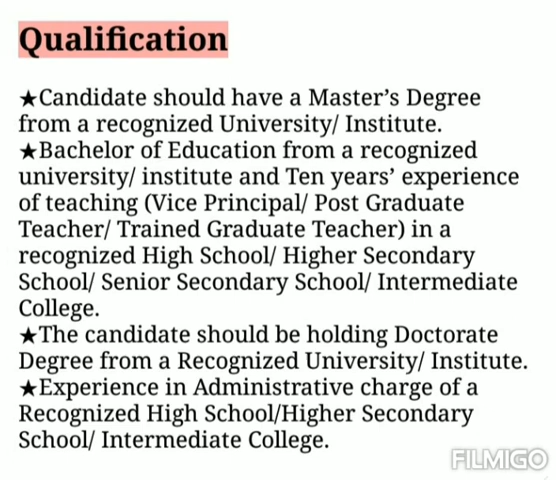 Qualification
★Candidate should have a Master’s Degree
from a recognized University/ Institute.
★Bachelor of Education from a recognized
university/ institute and Ten years’ experience
of teaching (Vice Principal/ Post Graduate
Teacher/ Trained Graduate Teacher) in a
recognized High School/ Higher Secondary
School/ Senior Secondary School/ Intermediate
College.
★The candidate should be holding Doctorate
Degree from a Recognized University/ Institute.
★Experience in Administrative charge of a
Recognized High School/Higher Secondary
School/ Intermediate College.
FILMIGO